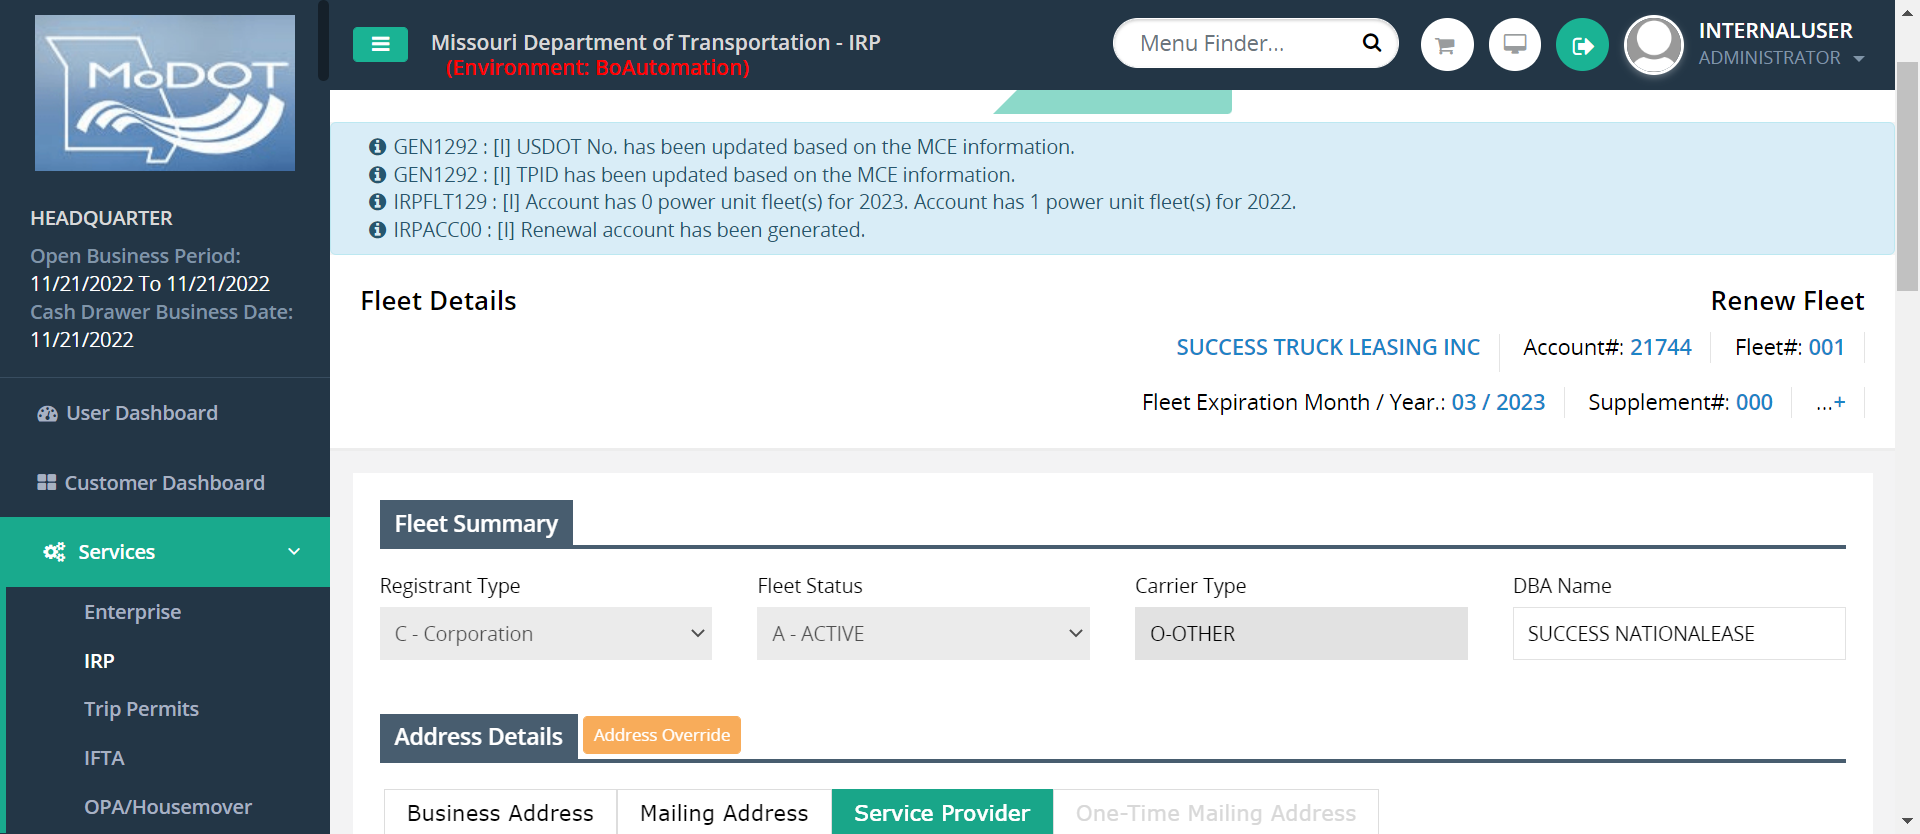 MoDOT
HEADQUARTER
Open Business Period:
11/21/2022 To 11/21/2022
Cash Drawer Business Date:
11/21/2022
User Dashboard
Customer Dashboard
Services
Enterprise
IRP
Trip Permits
IFTA
OPA/Housemover
Missouri Department of Transportation - IRP
(Environment: BoAutomation)
Menu Finder...
INTERNALUSER
ADMINISTRATOR
GEN1292 : [I] USDOT No. has been updated based on the MCE information.
GEN1292 : [I] TPID has been updated based on the MCE information.
IRPFLT129 : [I] Account has 0 power unit fleet(s) for 2023. Account has 1 power unit fleet(s) for 2022.
IRPACC00 : [I] Renewal account has been generated.
Fleet Details Renew Fleet
SUCCESS TRUCK LEASING INC Account#: 21744 Fleet#: 001
Fleet Expiration Month / Year.: 03 / 2023 Supplement#: 000 ...+
Fleet Summary
Registrant Type Fleet Status Carrier Type DBA Name
C - Corporation A - ACTIVE O-OTHER SUCCESS NATIONALEASE
Address Details Address Override
Business Address Mailing Address Service Provider One-Time Mailing Address